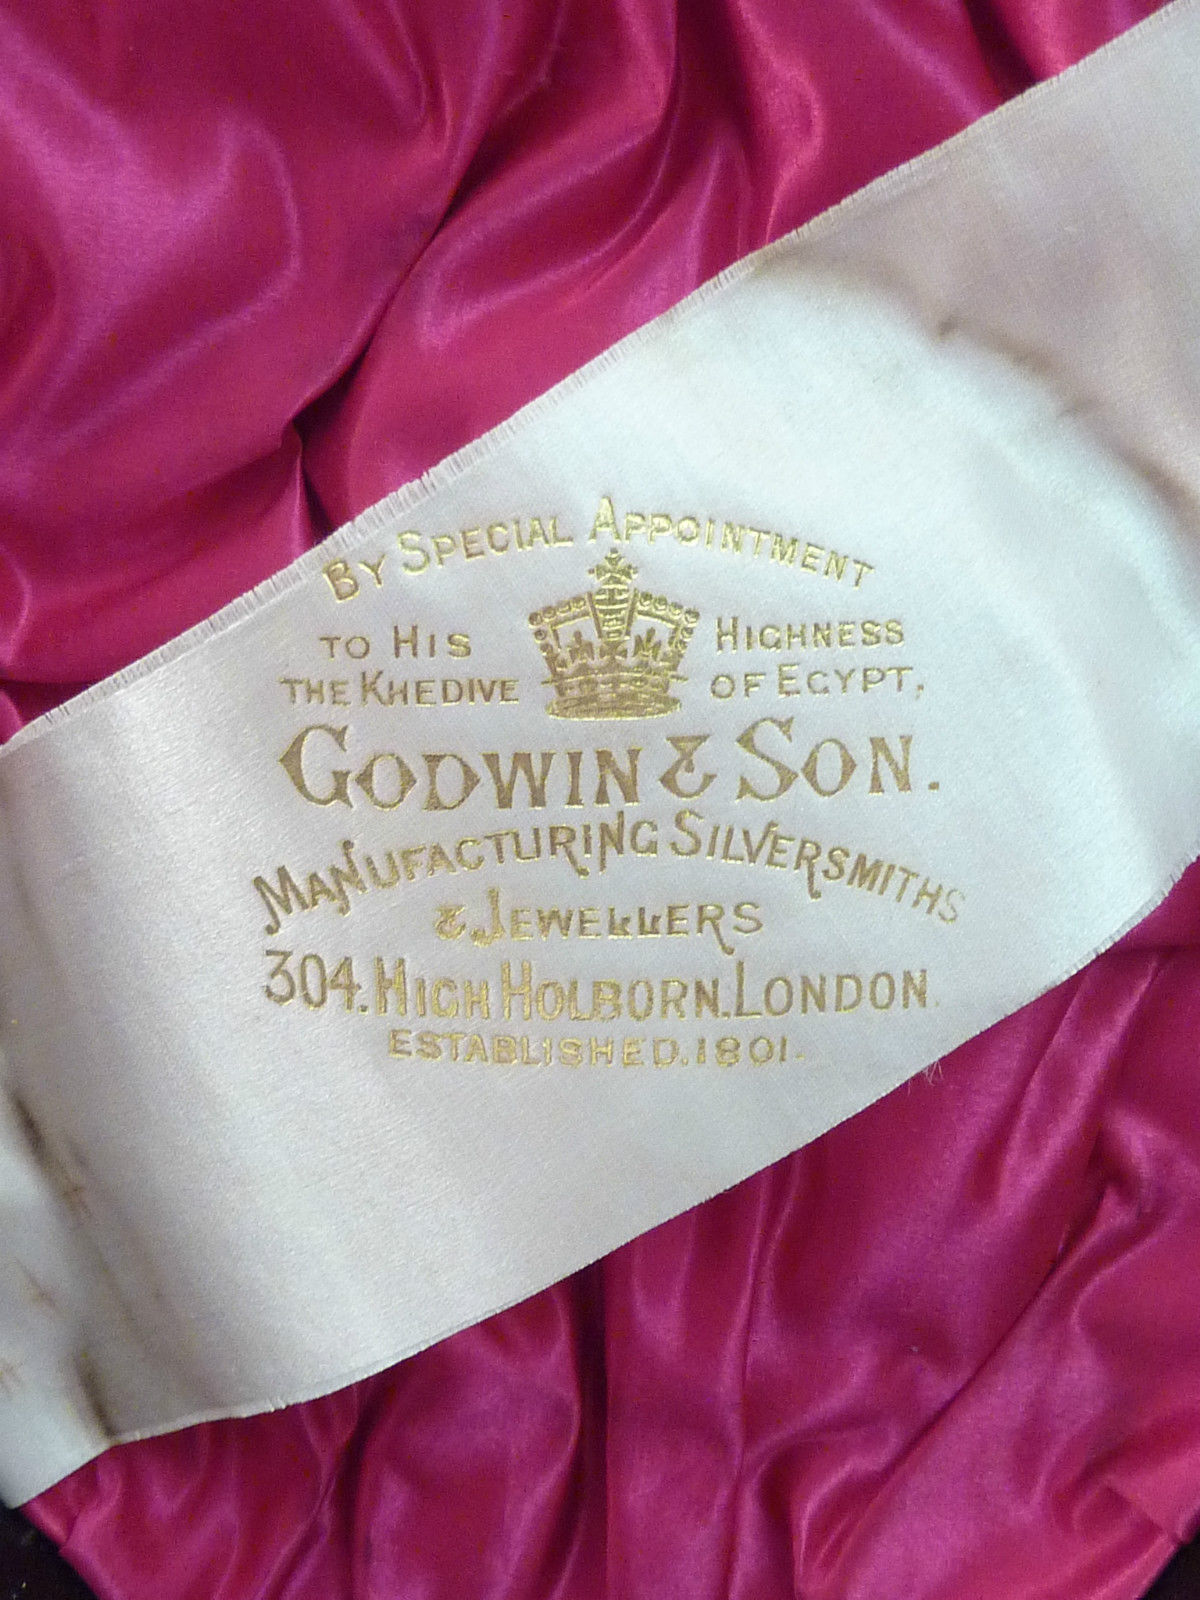 By Special Appointment
to His Highness
the Khedive of Egypt,
Godwin & Son.
Manufacturing Silversmiths
& Jewellers
304. High Holborn. London.
Established. 1801.